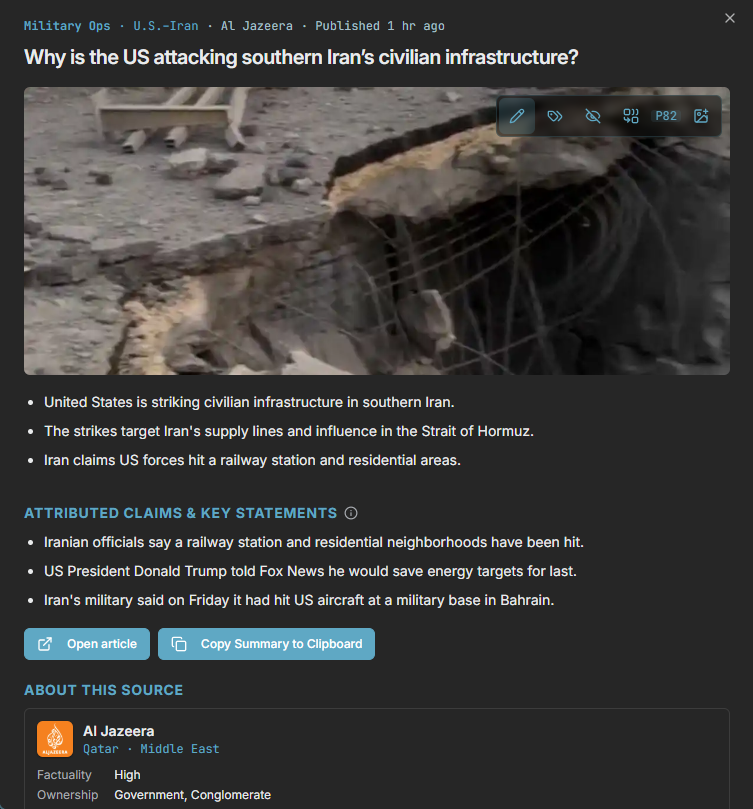 Military Ops · U.S.-Iran · Al Jazeera · Published 1 hr ago
Why is the US attacking southern Iran's civilian infrastructure?
P82
• United States is striking civilian infrastructure in southern Iran.
• The strikes target Iran's supply lines and influence in the Strait of Hormuz.
• Iran claims US forces hit a railway station and residential areas.
ATTRIBUTED CLAIMS & KEY STATEMENTS
• Iranian officials say a railway station and residential neighborhoods have been hit.
• US President Donald Trump told Fox News he would save energy targets for last.
• Iran's military said on Friday it had hit US aircraft at a military base in Bahrain.
Open article
Copy Summary to Clipboard
ABOUT THIS SOURCE
ALJAZEERA
Al Jazeera
Qatar · Middle East
Factuality High
Ownership Government, Conglomerate